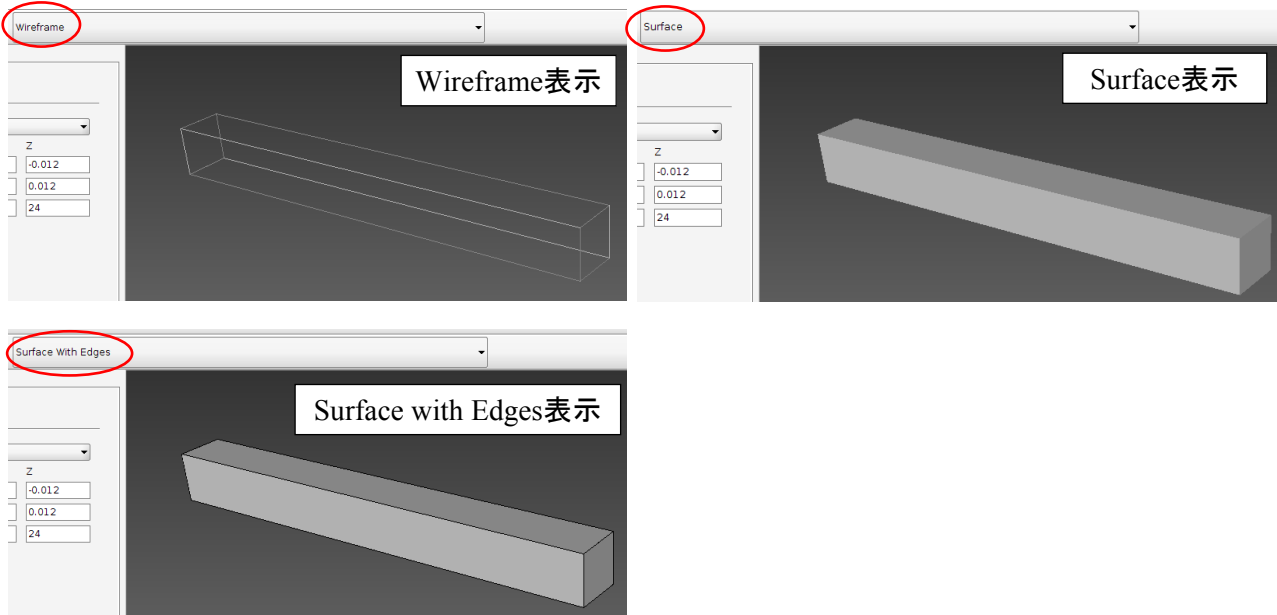 Wireframe
Wireframe表示
Z
-0.012
0.012
24
Surface
Surface表示
Z
-0.012
0.012
24
Surface With Edges
Surface with Edges表示
Z
-0.012
0.012
24